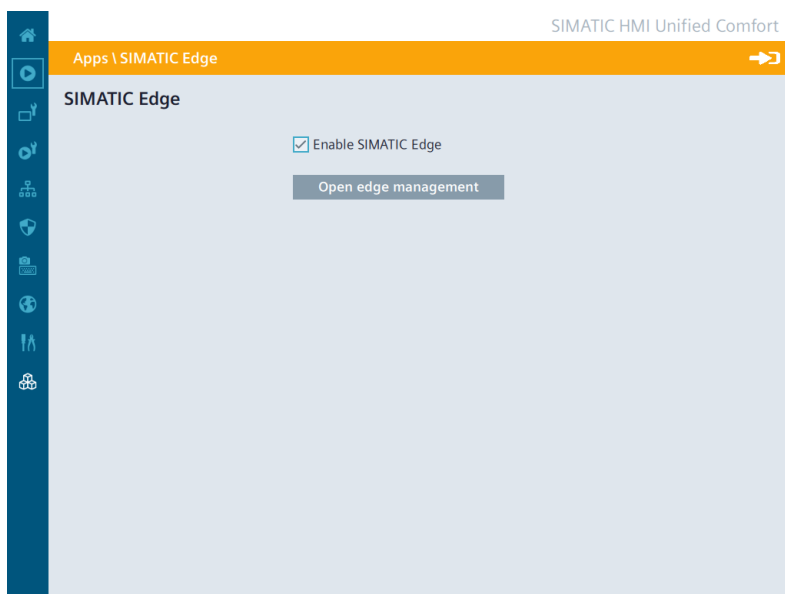 SIMATIC HMI Unified Comfort
Apps \ SIMATIC Edge
SIMATIC Edge
Enable SIMATIC Edge
Open edge management